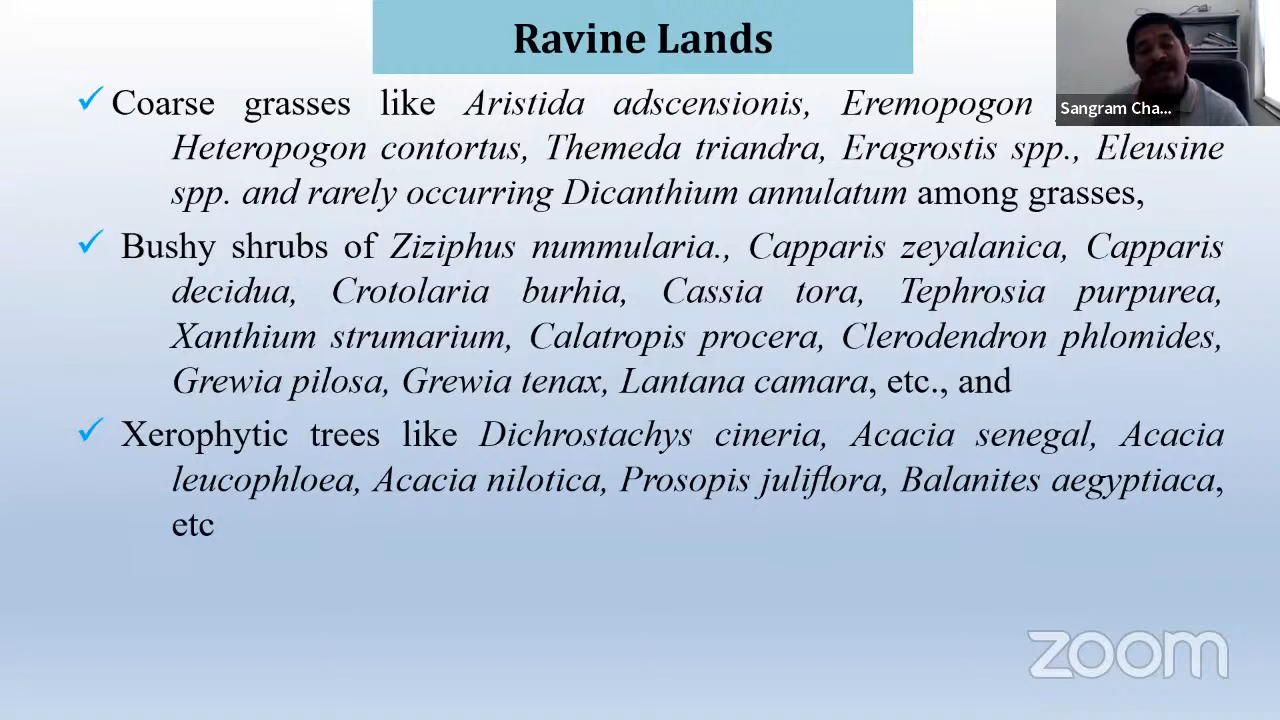 Ravine Lands
Sangram Cha...
✓ Coarse grasses like Aristida adscensionis, Eremopogon
Heteropogon contortus, Themeda triandra, Eragrostis spp., Eleusine
spp. and rarely occurring Dicanthium annulatum among grasses,
✓ Bushy shrubs of Ziziphus nummularia., Capparis zeyalanica, Capparis
decidua, Crotolaria burhia, Cassia tora, Tephrosia purpurea,
Xanthium strumarium, Calatropis procera, Clerodendron phlomides,
Grewia pilosa, Grewia tenax, Lantana camara, etc., and
✓ Xerophytic trees like Dichrostachys cineria, Acacia senegal, Acacia
leucophloea, Acacia nilotica, Prosopis juliflora, Balanites aegyptiaca,
etc
zoom